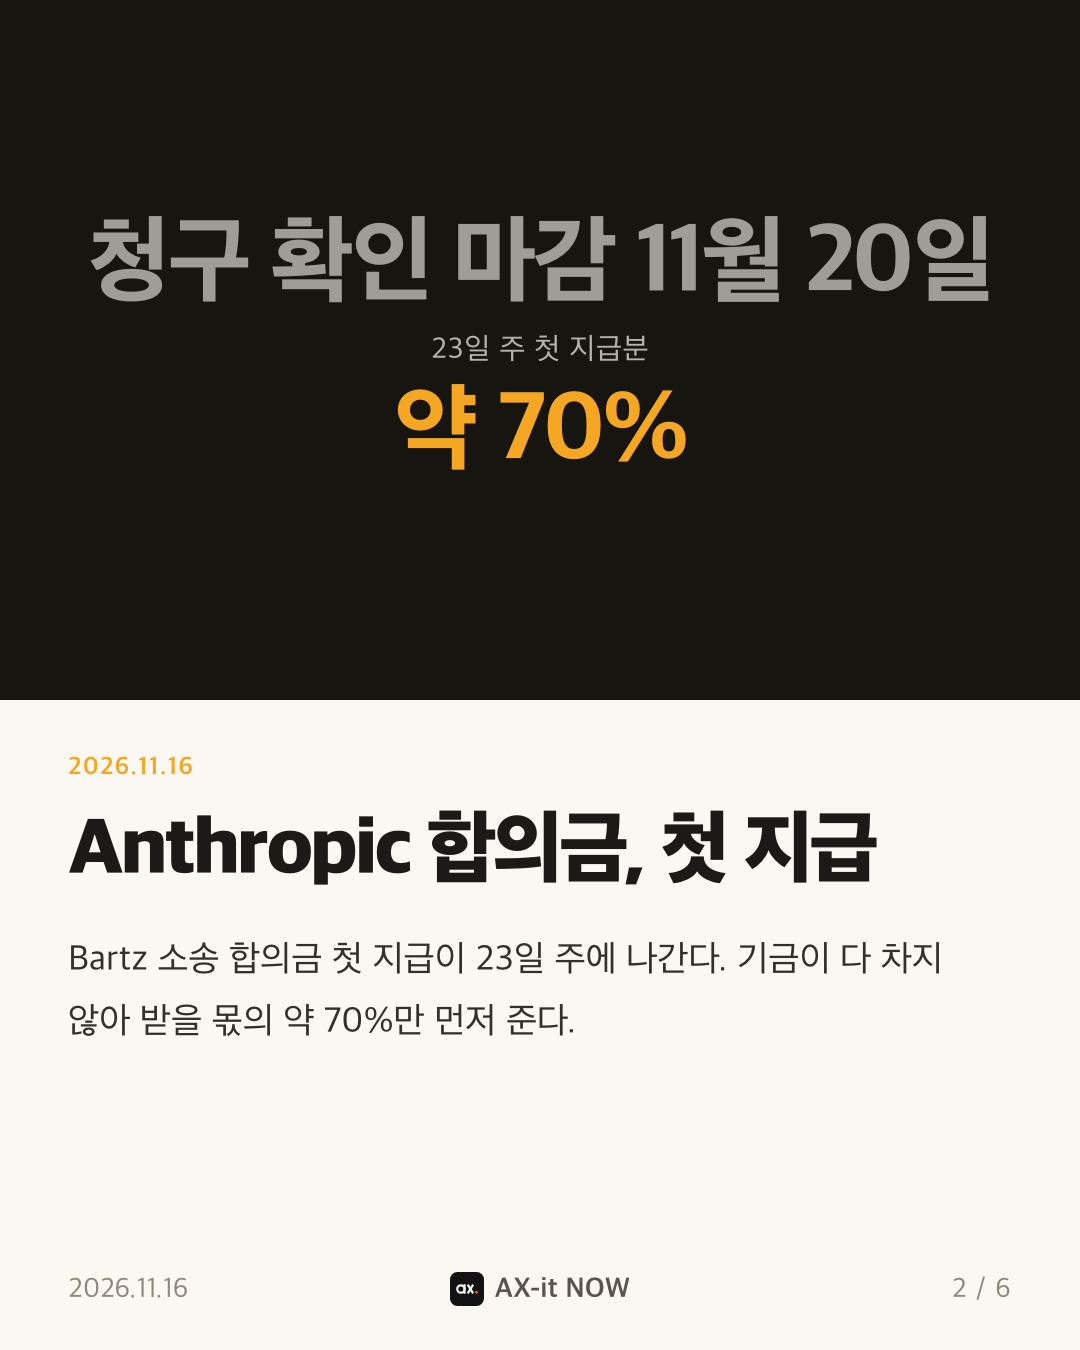 청구 확인 마감 11월 20일
23일 주 첫 지급분
약 70%
2026.11.16
Anthropic 합의금, 첫 지급
Bartz 소송 합의금 첫 지급이 23일 주에 나간다. 기금이 다 차지
않아 받을 몫의 약 70%만 먼저 준다.
2026.11.16
ax. AX-it NOW
2 / 6